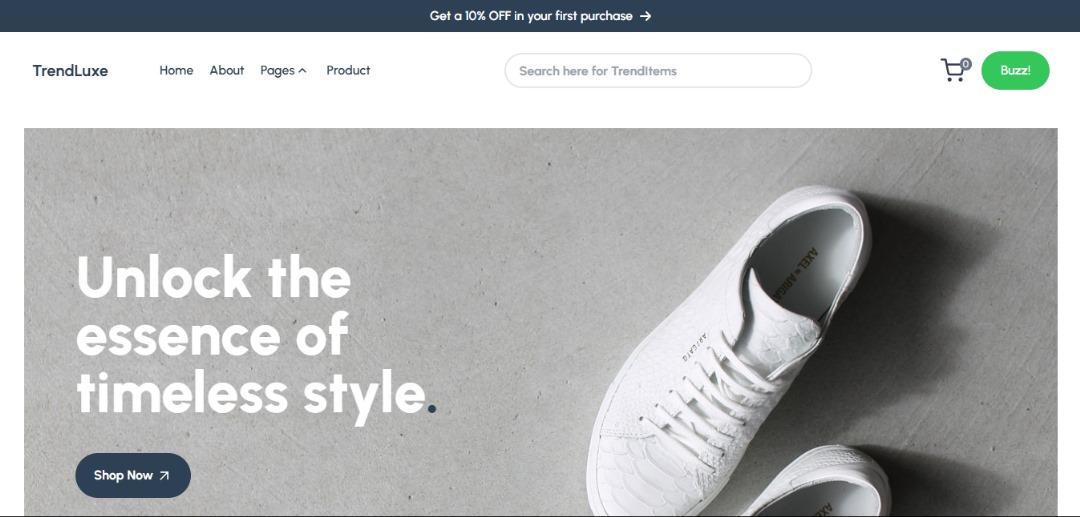 Get a 10% OFF in your first purchase →
TrendLuxe
Home About Pages Product
Search here for TrendItems
0
Buzz!
Unlock the
essence of
timeless style.
Shop Now
AXEL
ARIGATO
AXEL